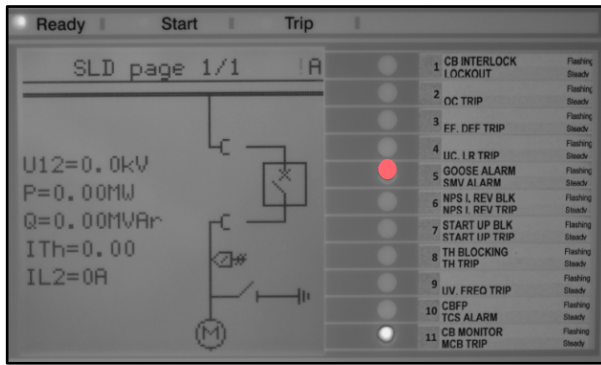 Ready Start Trip
SLD page 1/1 !A
U12=0.0kV
P=0.00MW
Q=0.00MVAr
ITh=0.00
IL2=0A
M
1 CB INTERLOCK Flashing
LOCKOUT Steady
2 Flashing
OC TRIP Steady
3 Flashing
EF, DEF TRIP Steady
4 Flashing
UC, LR TRIP Steady
5 GOOSE ALARM Flashing
SMV ALARM Steady
6 NPS I, REV BLK Flashing
NPS I, REV TRIP Steady
7 START UP BLK Flashing
START UP TRIP Steady
8 TH BLOCKING Flashing
TH TRIP Steady
9 Flashing
UV, FREQ TRIP Steady
10 CBFP Flashing
TCS ALARM Steady
11 CB MONITOR Flashing
MCB TRIP Steady